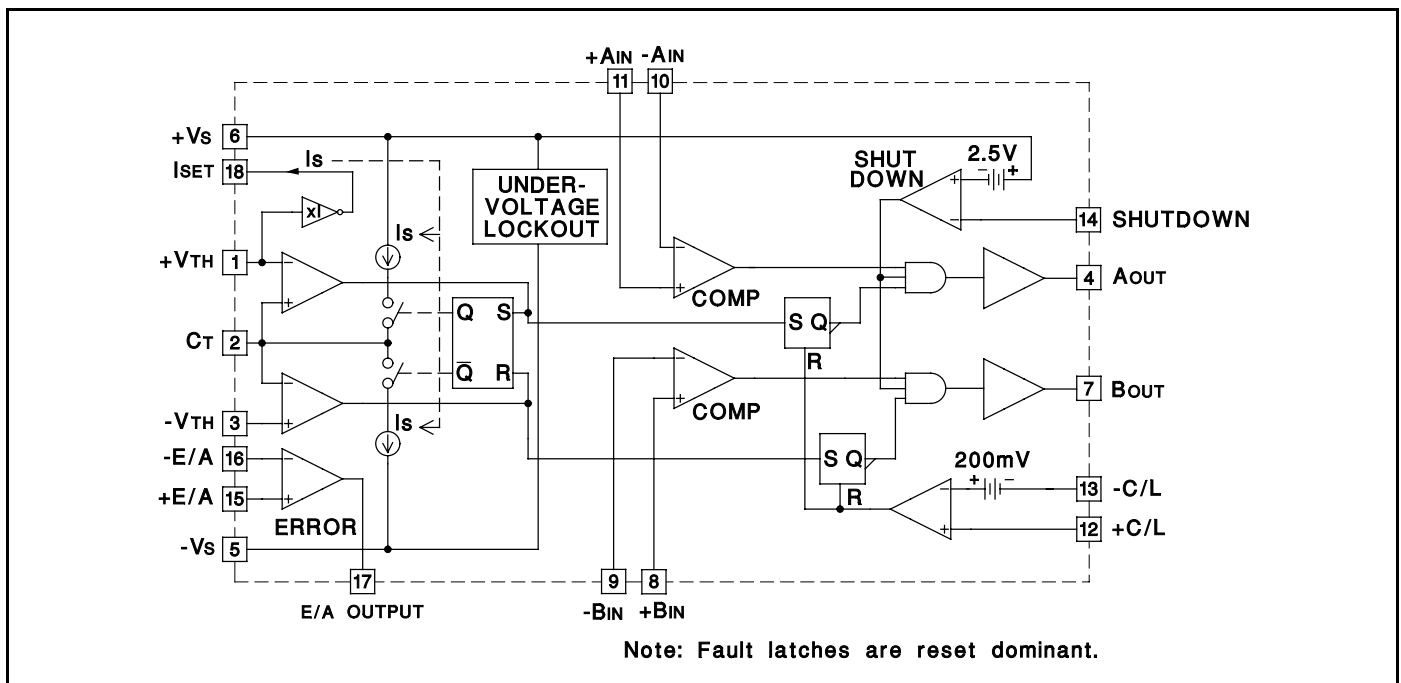 +AIN -AIN
11 10
+VS 6
ISET 18
IS
xI
+VTH 1
IS
UNDER-
VOLTAGE
LOCKOUT
SHUT
DOWN
2.5V
- +
+
-
14 SHUTDOWN
-
+
-
+
COMP
4 AOUT
CT 2
Q S
Q̅ R
S Q
R
-
+
-
+
COMP
7 BOUT
-VTH 3
IS
-E/A 16
+E/A 15
-
+
ERROR
S Q
R
200mV
+ -
-
+
13 -C/L
12 +C/L
-VS 5
17
E/A OUTPUT
9 8
-BIN +BIN
Note: Fault latches are reset dominant.